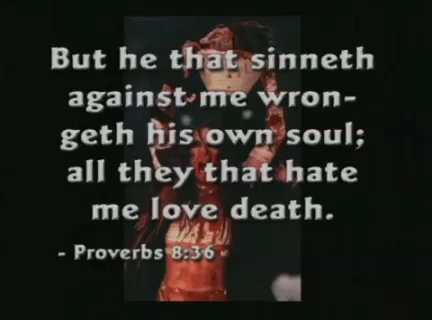 But he that sinneth
against me wron-
geth his own soul;
all they that hate
me love death.
- Proverbs 8:36